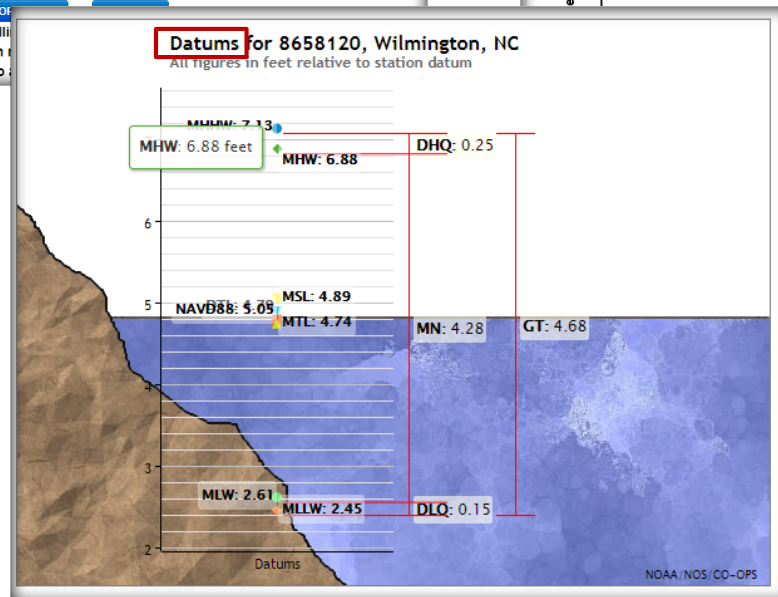 Datums for 8658120, Wilmington, NC
All figures in feet relative to station datum
MHHW: 7.13
MHW: 6.88 feet
MHW: 6.88
DHQ: 0.25
6
5
MSL: 4.89
NAVD88: 5.05
MTL: 4.74
MN: 4.28
GT: 4.68
4
3
MLW: 2.61
MLLW: 2.45
DLQ: 0.15
2
Datums
NOAA/NOS/CO-OPS